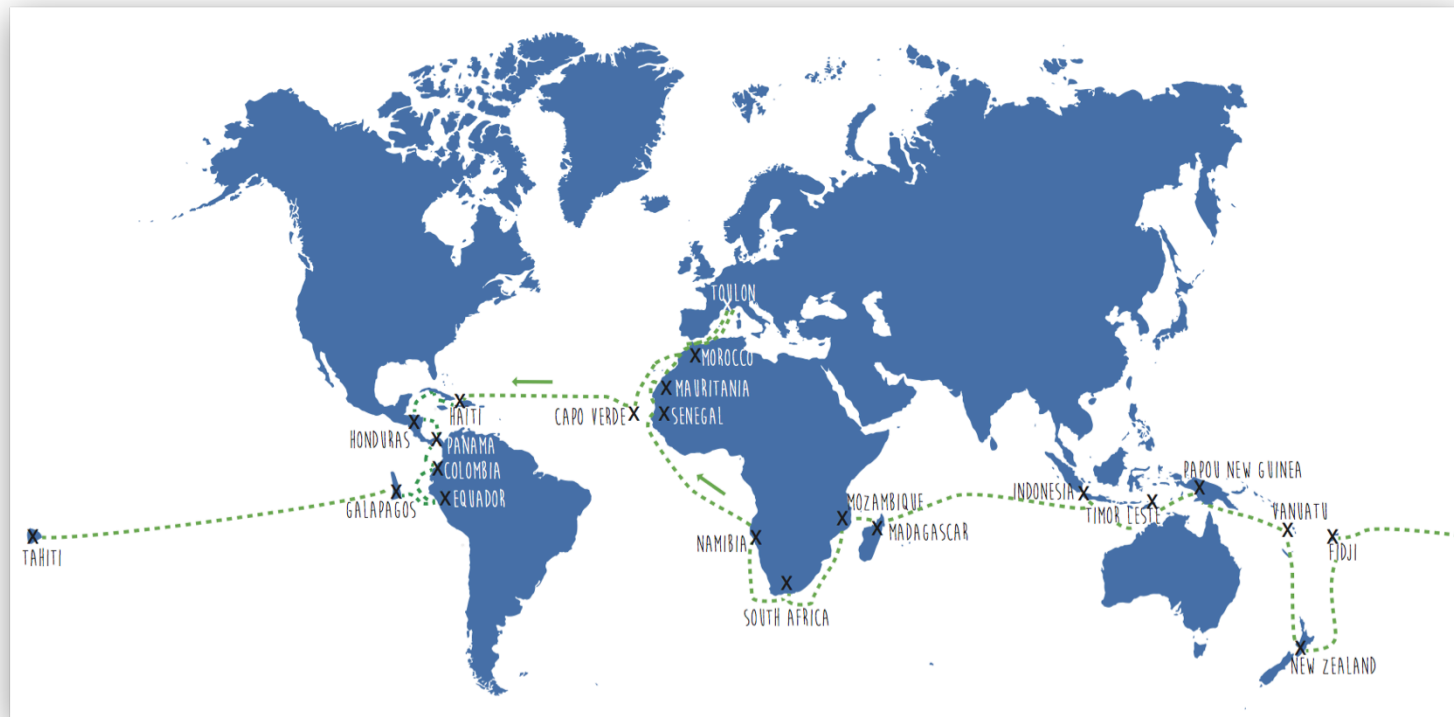 TOULON
MOROCCO
MAURITANIA
HAITI
CAPO VERDE
SENEGAL
HONDURAS
PANAMA
COLOMBIA
PAPOU NEW GUINEA
INDONESIA
EQUADOR
MOZAMBIQUE
GALAPAGOS
TIMOR LESTE
VANUATU
MADAGASCAR
NAMIBIA
TAHITI
FIDJI
SOUTH AFRICA
NEW ZEALAND